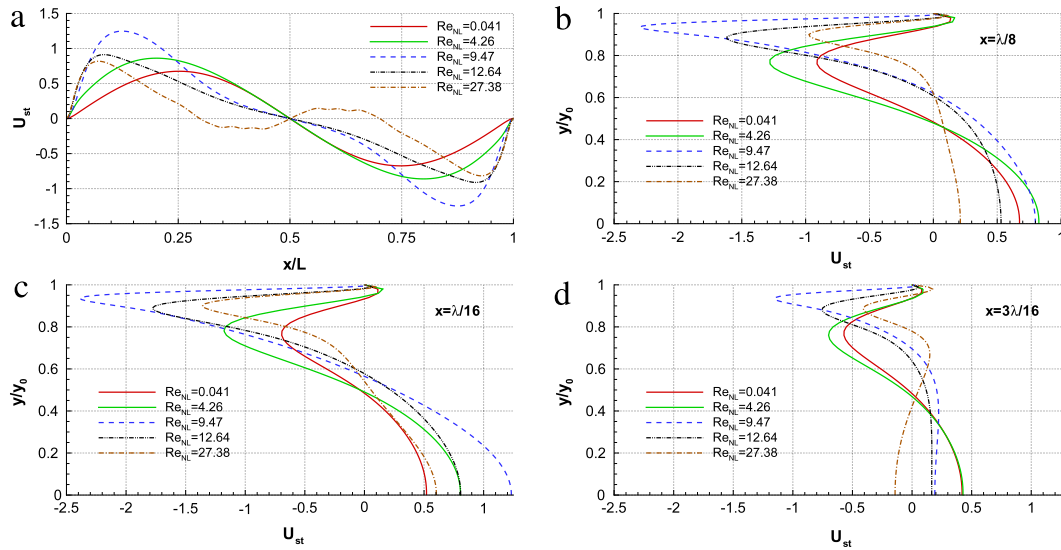 a
U_st
1.5
1
0.5
0
-0.5
-1
-1.5
0
0.25
0.5
0.75
1
x/L
Re_NL=0.041
Re_NL=4.26
Re_NL=9.47
Re_NL=12.64
Re_NL=27.38
b
y/y_0
1
0.8
0.6
0.4
0.2
0
-2.5
-2
-1.5
-1
-0.5
0
0.5
1
U_st
x=λ/8
Re_NL=0.041
Re_NL=4.26
Re_NL=9.47
Re_NL=12.64
Re_NL=27.38
c
y/y_0
1
0.8
0.6
0.4
0.2
0
-2.5
-2
-1.5
-1
-0.5
0
0.5
1
U_st
x=λ/16
Re_NL=0.041
Re_NL=4.26
Re_NL=9.47
Re_NL=12.64
Re_NL=27.38
d
y/y_0
1
0.8
0.6
0.4
0.2
0
-2.5
-2
-1.5
-1
-0.5
0
0.5
1
1.5
U_st
x=3λ/16
Re_NL=0.041
Re_NL=4.26
Re_NL=9.47
Re_NL=12.64
Re_NL=27.38